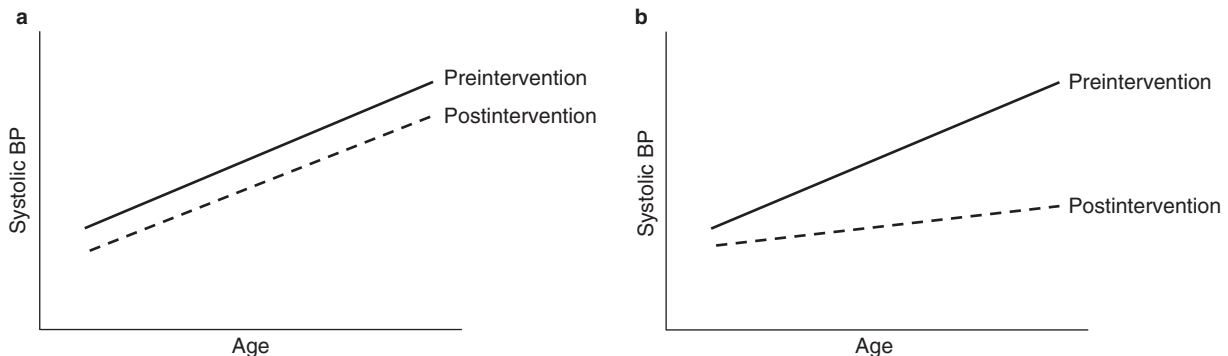 a
Preintervention
Postintervention
Systolic BP
Age
b
Preintervention
Postintervention
Systolic BP
Age